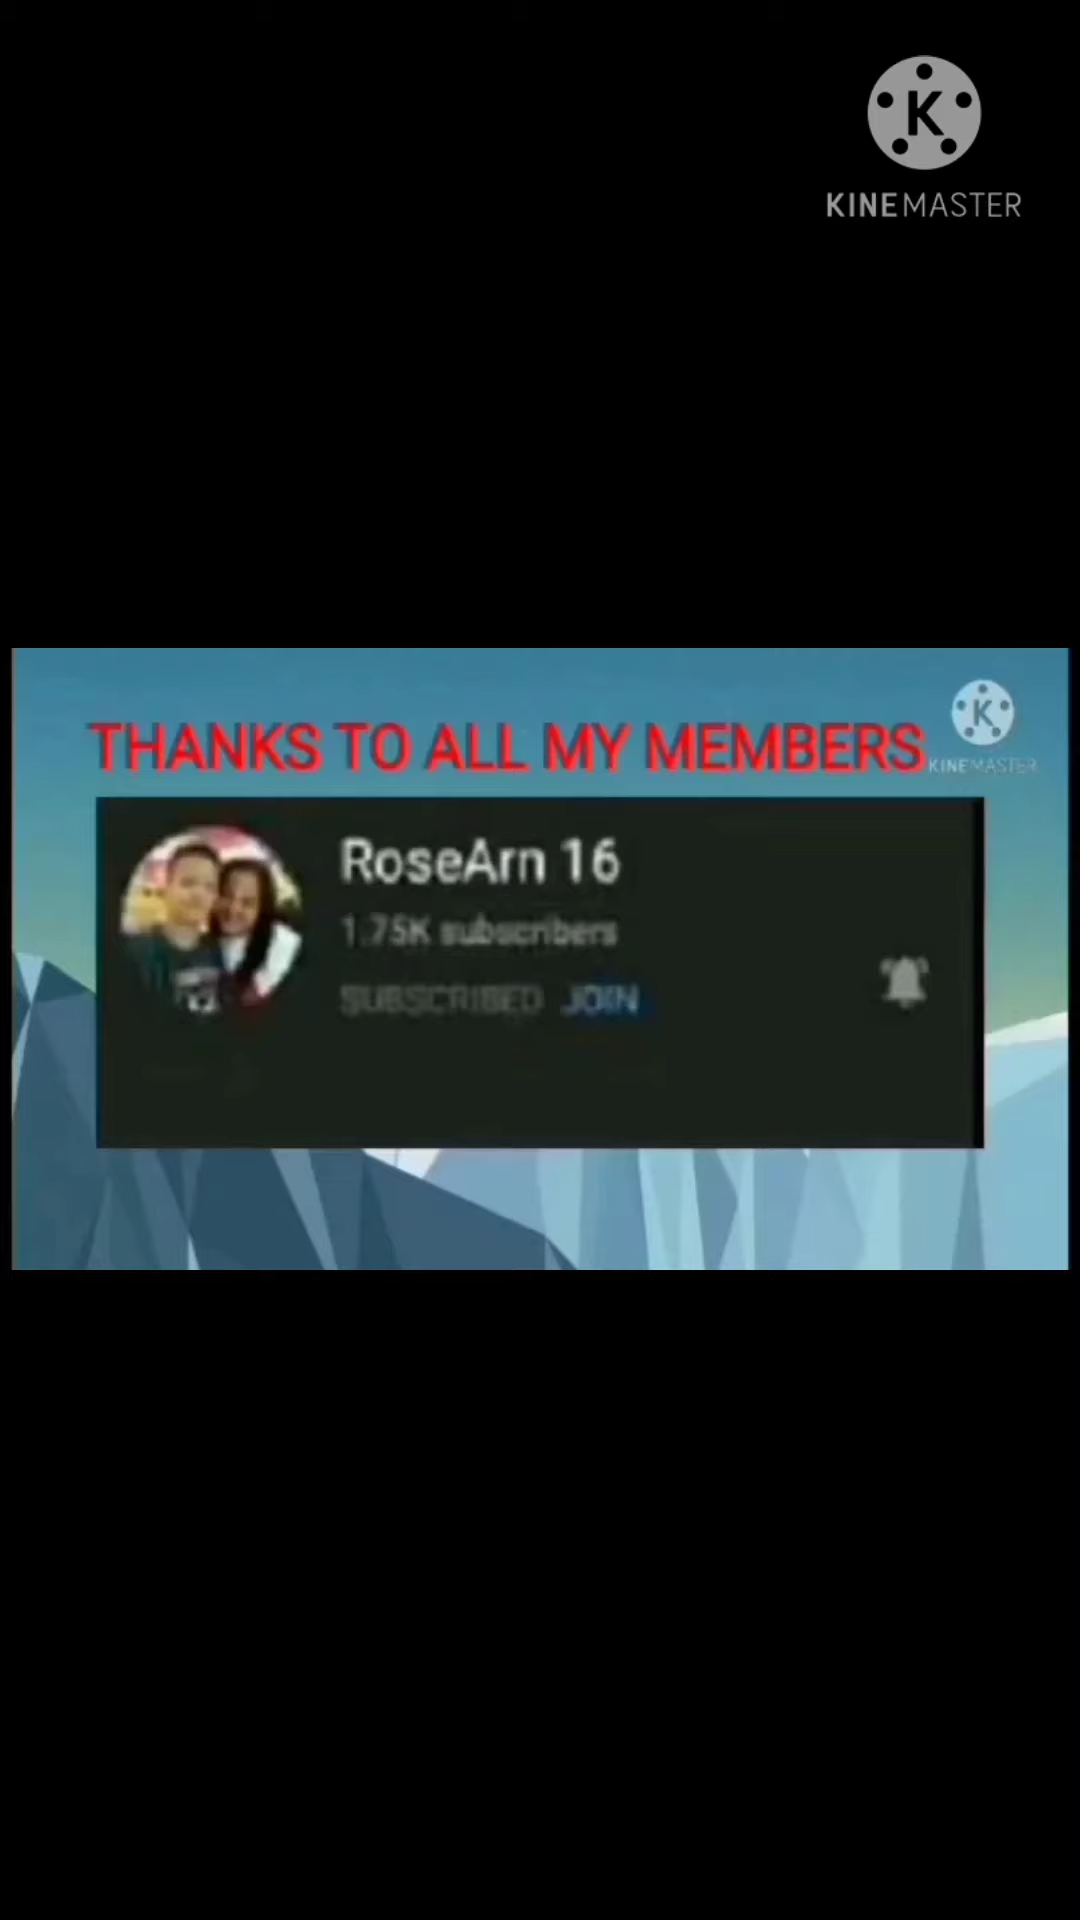 K
KINEMASTER
THANKS TO ALL MY MEMBERS
K
KINEMASTER
RoseArn 16
1.75K subscribers
SUBSCRIBED JOIN